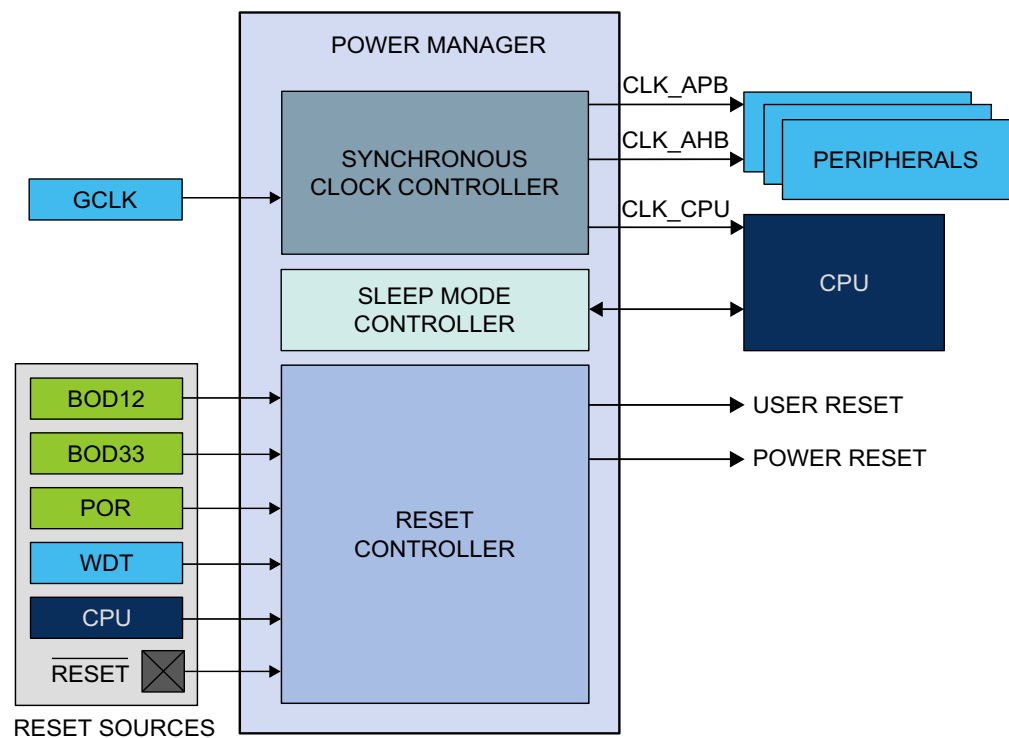 POWER MANAGER
CLK_APB
SYNCHRONOUS
CLOCK CONTROLLER
CLK_AHB
PERIPHERALS
GCLK
CLK_CPU
CPU
SLEEP MODE
CONTROLLER
BOD12
BOD33
POR
WDT
CPU
RESET
RESET SOURCES
RESET
CONTROLLER
USER RESET
POWER RESET